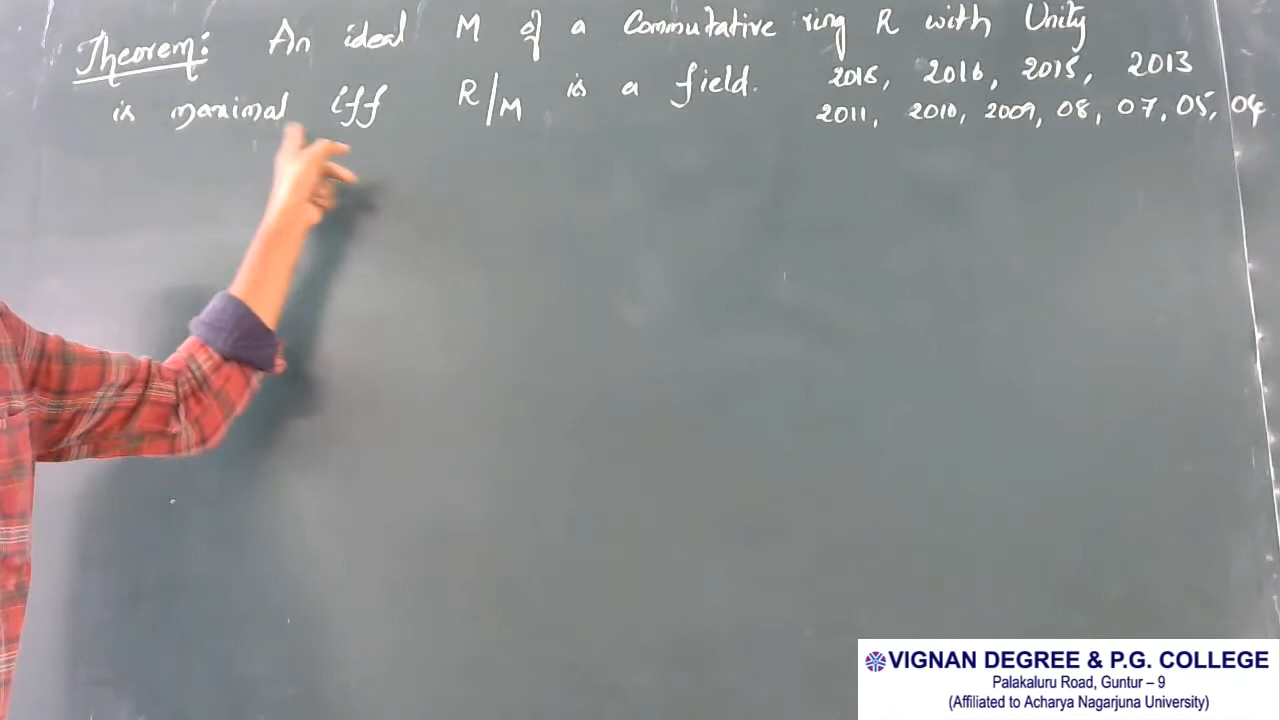 Theorem: An ideal M of a Commutative ring R with Unity
is maximal iff R/M is a field. 2018, 2016, 2015, 2013
2011, 2010, 2009, 08, 07, 05, 04
VIGNAN DEGREE & P.G. COLLEGE
Palakaluru Road, Guntur – 9
(Affiliated to Acharya Nagarjuna University)